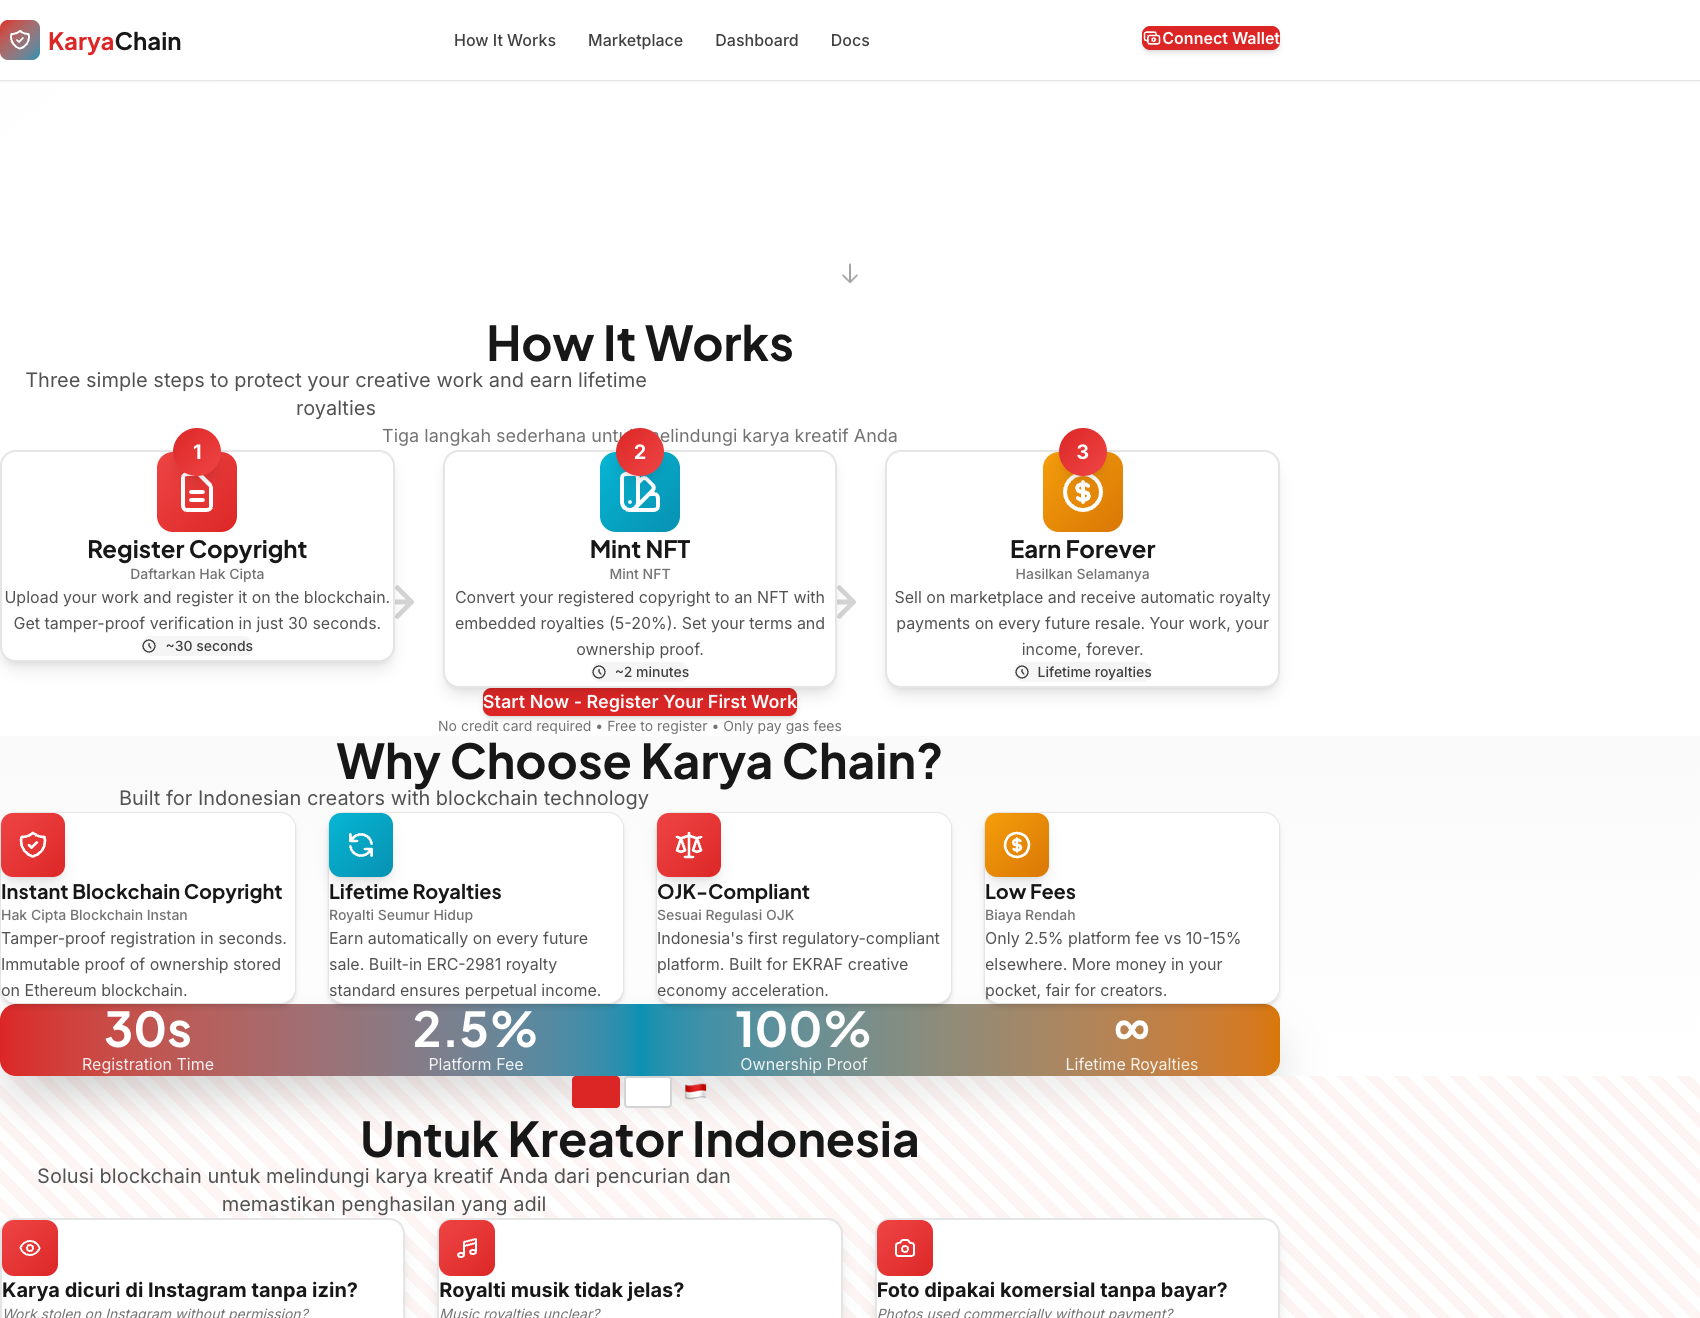 KaryaChain
How It Works
Marketplace
Dashboard
Docs
Connect Wallet
How It Works
Three simple steps to protect your creative work and earn lifetime
royalties
Tiga langkah sederhana untuk melindungi karya kreatif Anda
1
Register Copyright
Daftarkan Hak Cipta
Upload your work and register it on the blockchain.
Get tamper-proof verification in just 30 seconds.
~30 seconds
2
Mint NFT
Mint NFT
Convert your registered copyright to an NFT with
embedded royalties (5-20%). Set your terms and
ownership proof.
~2 minutes
3
Earn Forever
Hasilkan Selamanya
Sell on marketplace and receive automatic royalty
payments on every future resale. Your work, your
income, forever.
Lifetime royalties
Start Now - Register Your First Work
No credit card required • Free to register • Only pay gas fees
Why Choose Karya Chain?
Built for Indonesian creators with blockchain technology
Instant Blockchain Copyright
Hak Cipta Blockchain Instan
Tamper-proof registration in seconds.
Immutable proof of ownership stored
on Ethereum blockchain.
Lifetime Royalties
Royalti Seumur Hidup
Earn automatically on every future
sale. Built-in ERC-2981 royalty
standard ensures perpetual income.
OJK-Compliant
Sesuai Regulasi OJK
Indonesia's first regulatory-compliant
platform. Built for EKRAF creative
economy acceleration.
Low Fees
Biaya Rendah
Only 2.5% platform fee vs 10-15%
elsewhere. More money in your
pocket, fair for creators.
30s
Registration Time
2.5%
Platform Fee
100%
Ownership Proof
∞
Lifetime Royalties
Untuk Kreator Indonesia
Solusi blockchain untuk melindungi karya kreatif Anda dari pencurian dan
memastikan penghasilan yang adil
Karya dicuri di Instagram tanpa izin?
Work stolen on Instagram without permission?
Royalti musik tidak jelas?
Music royalties unclear?
Foto dipakai komersial tanpa bayar?
Photos used commercially without payment?